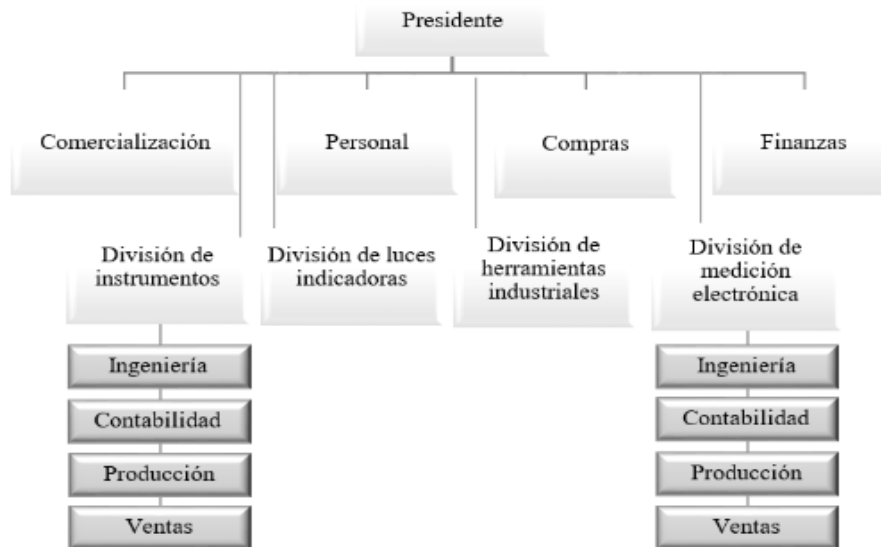 Presidente
Comercialización
Personal
Compras
Finanzas
División de
instrumentos
División de luces
indicadoras
División de
herramientas
industriales
División de
medición
electrónica
Ingeniería
Contabilidad
Producción
Ventas
Ingeniería
Contabilidad
Producción
Ventas